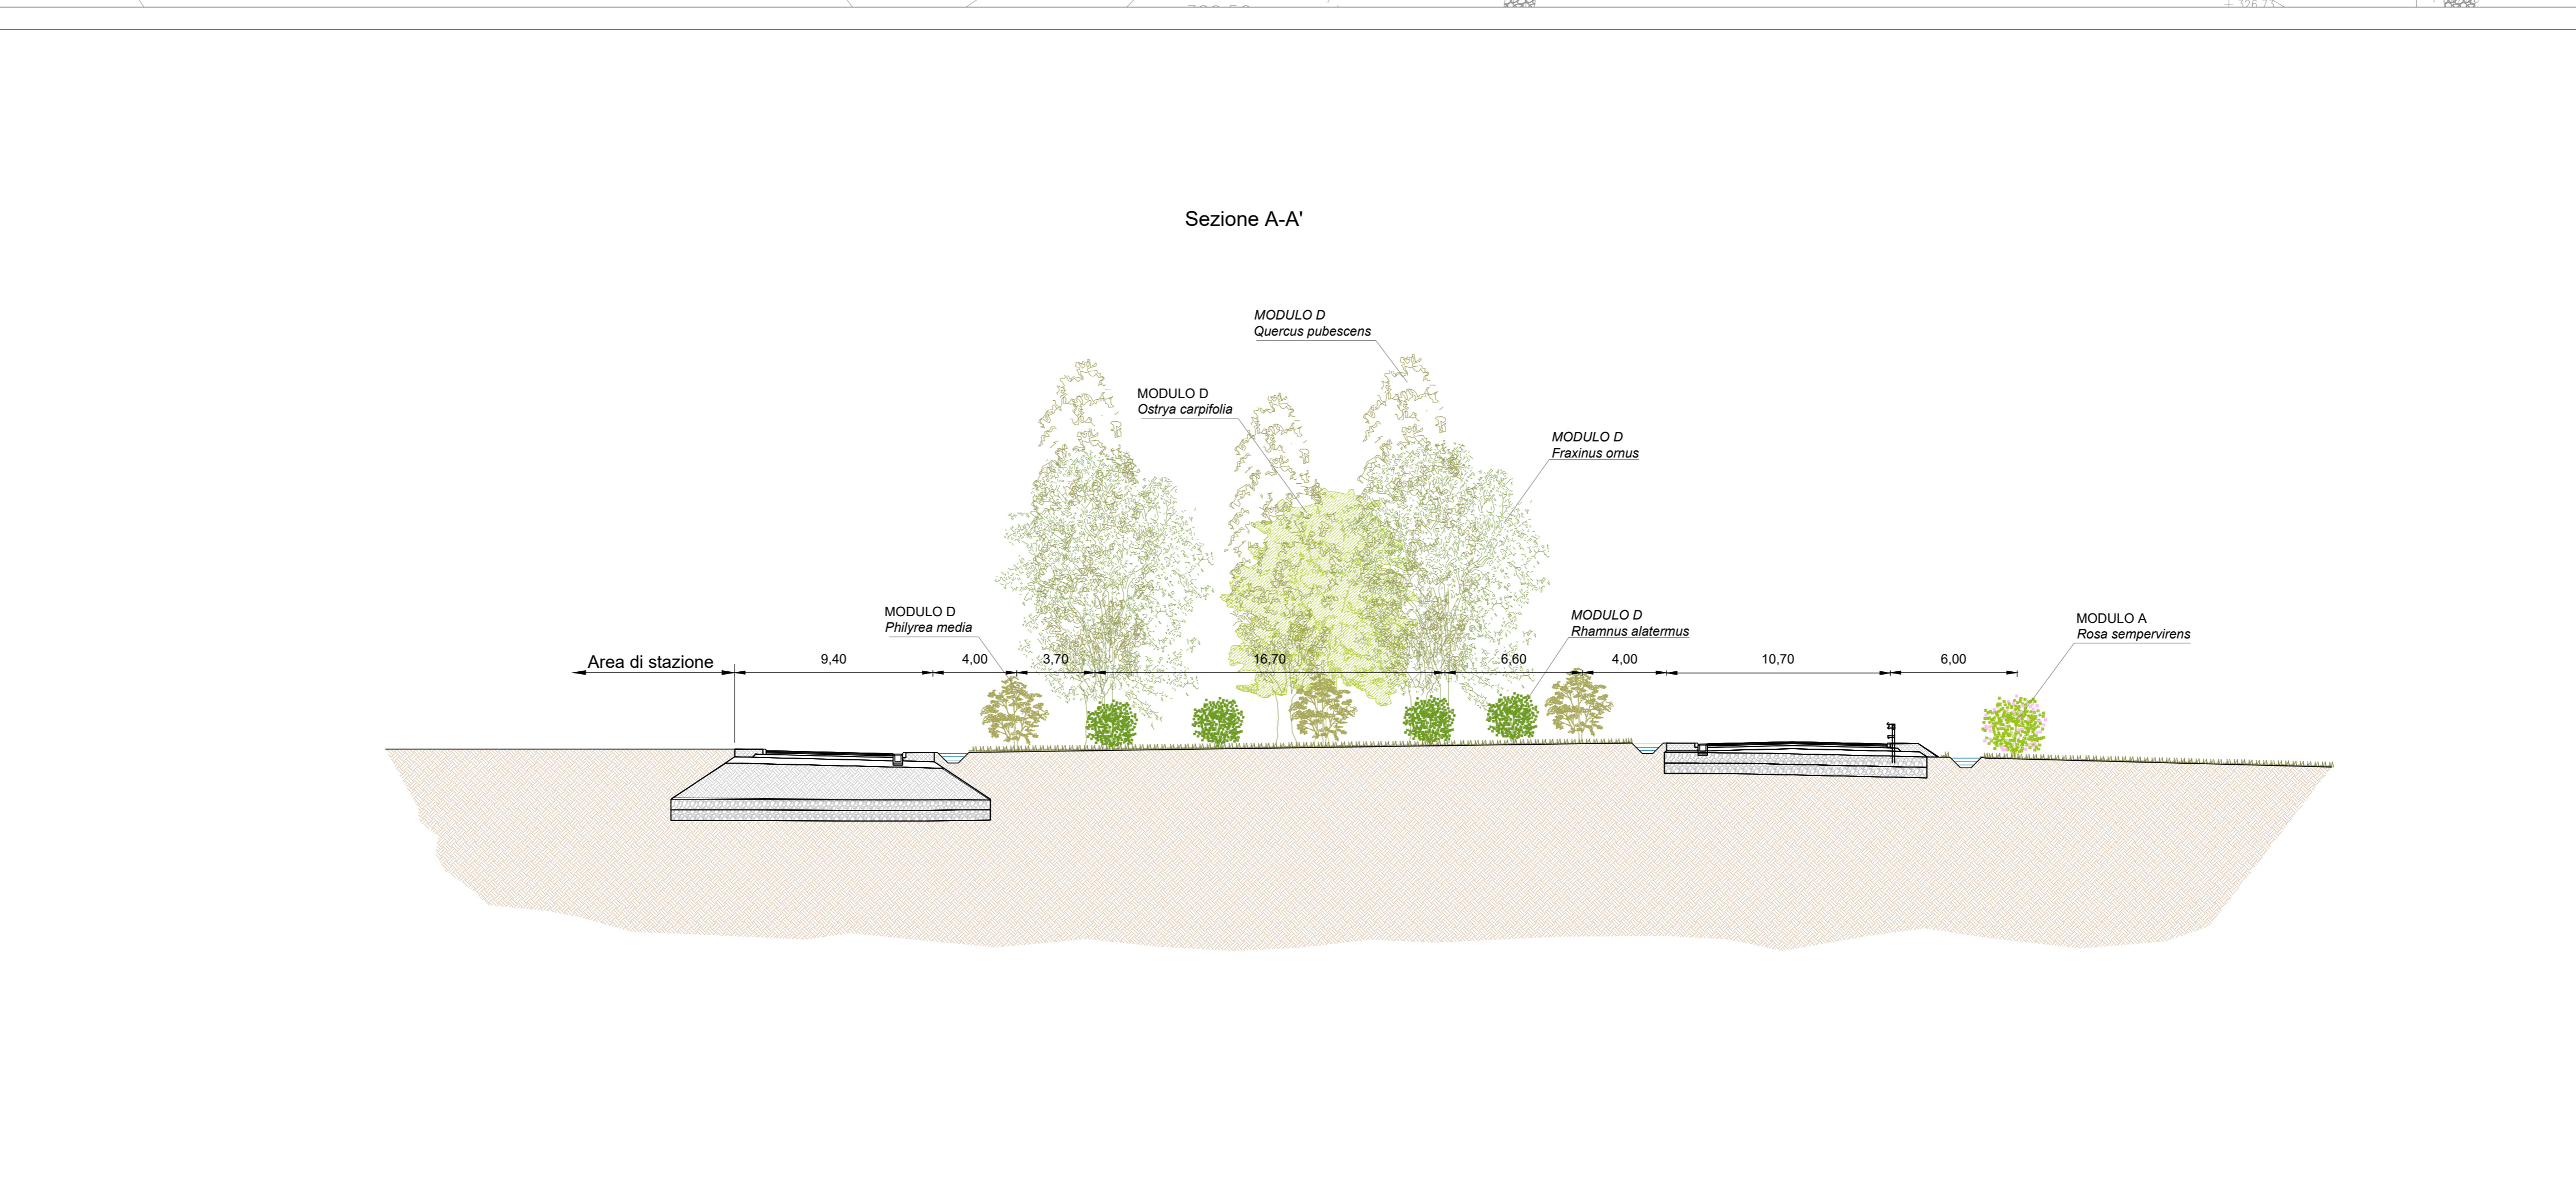 + 326,73
Sezione A-A'
MODULO D
Quercus pubescens
MODULO D
Ostrya carpifolia
MODULO D
Fraxinus ornus
MODULO D
Philyrea media
MODULO D
Rhamnus alatermus
MODULO A
Rosa sempervirens
Area di stazione
9,40
4,00
3,70
16,70
6,60
4,00
10,70
6,00